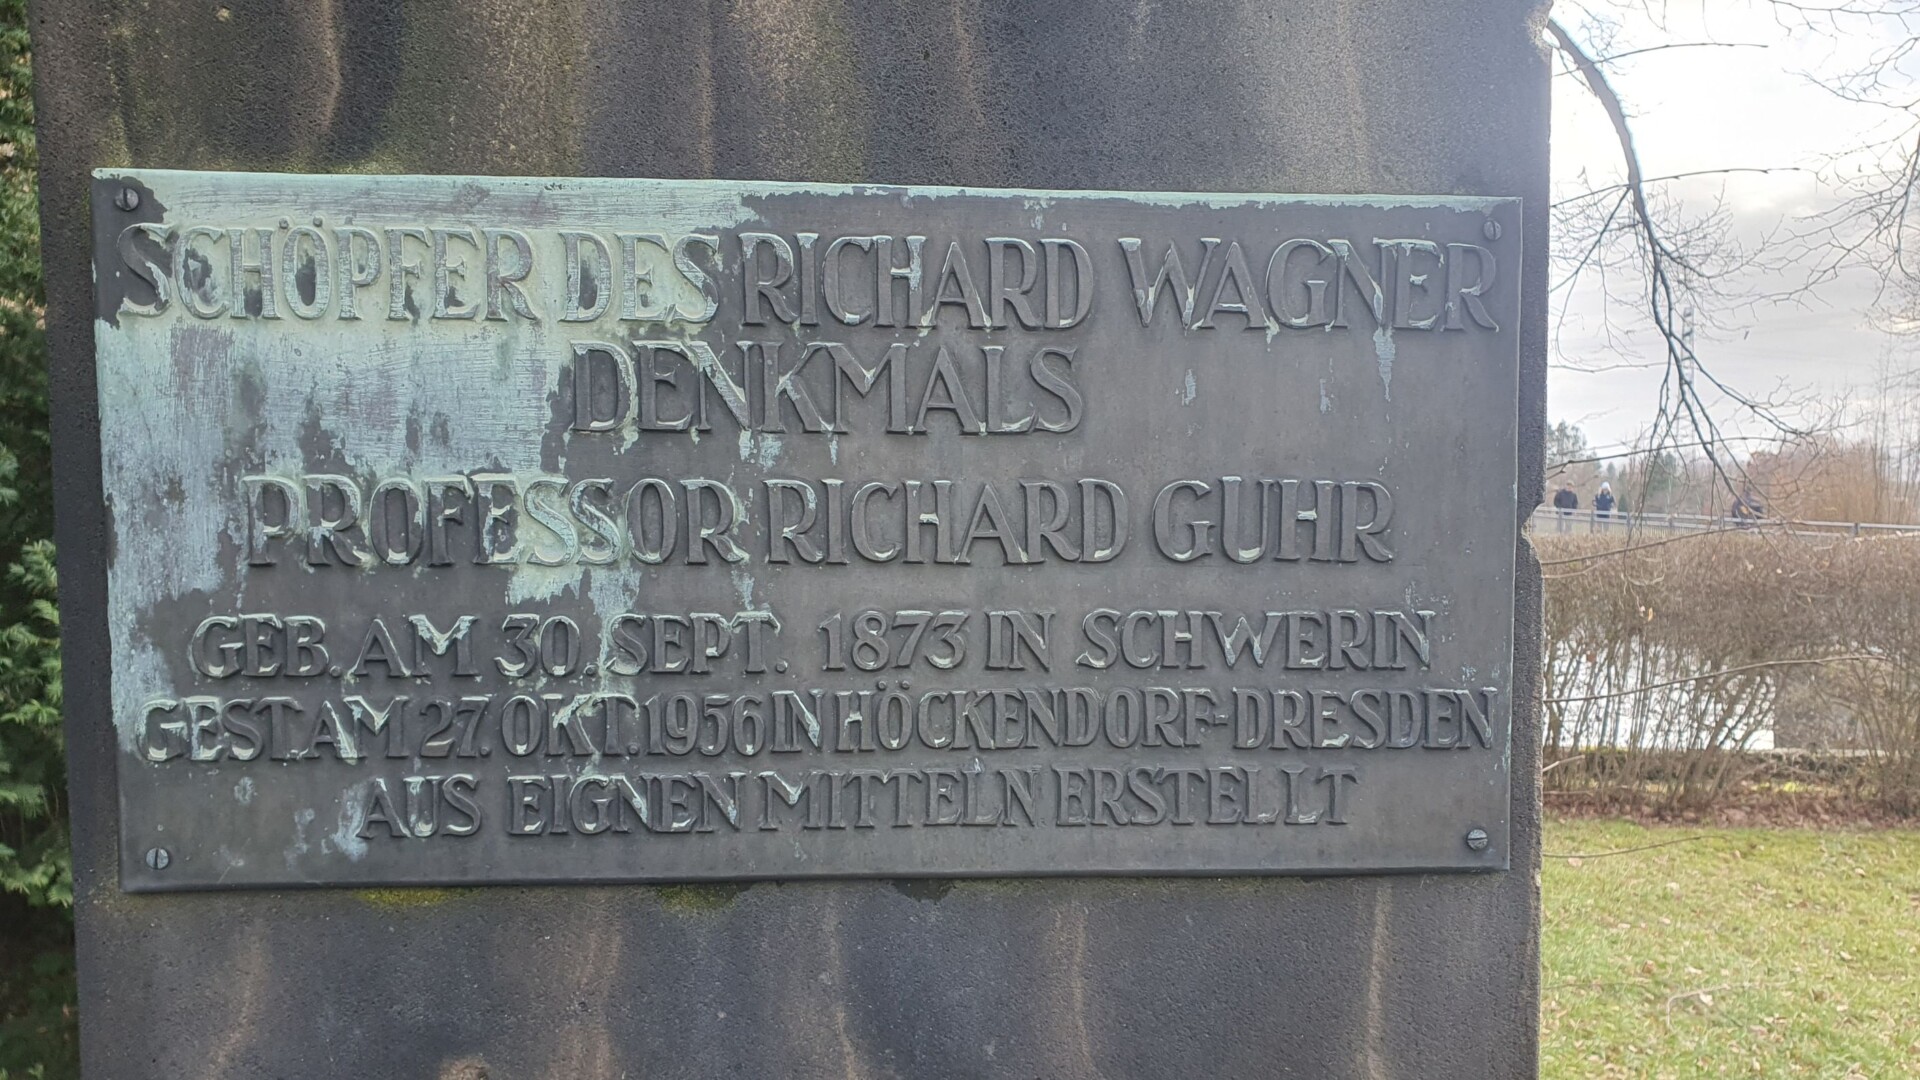 SCHÖPFER DES RICHARD WAGNER
DENKMALS
PROFESSOR RICHARD GUHR
GEB. AM 30. SEPT. 1873 IN SCHWERIN
GEST. AM 27. OKT. 1956 IN HÖCKENDORF-DRESDEN
AUS EIGNEN MITTELN ERSTELLT